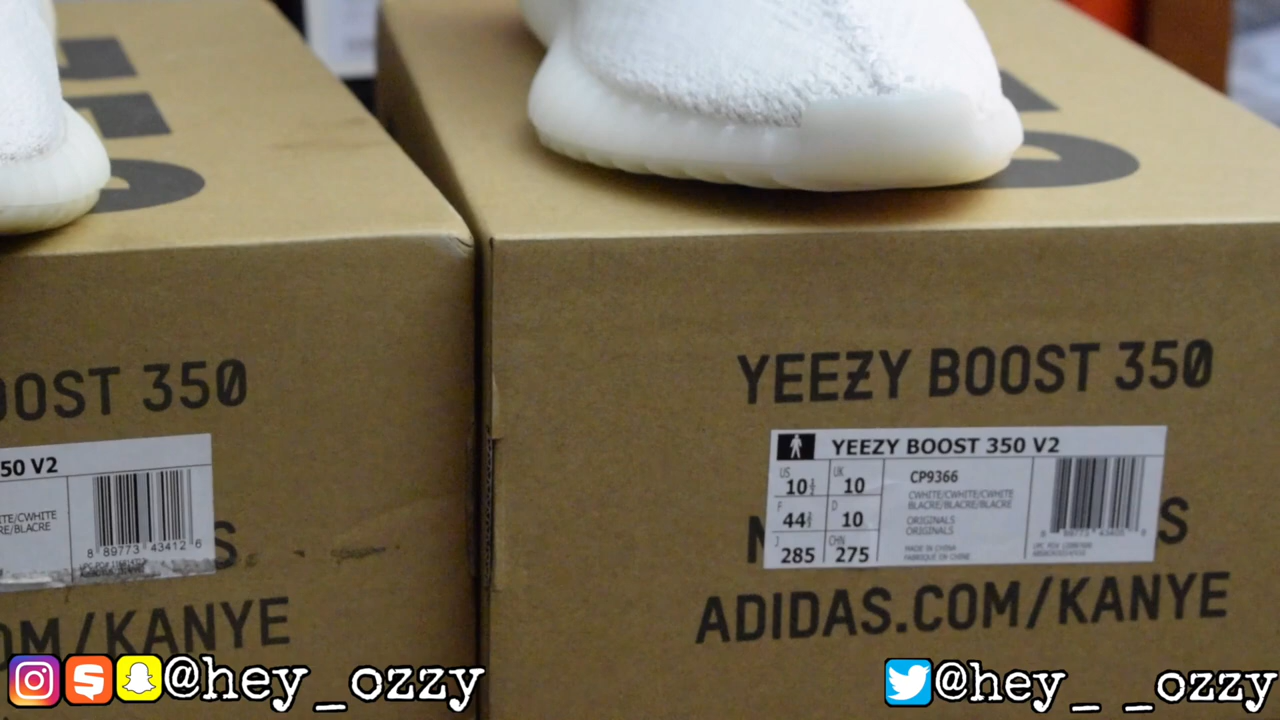 OOST 350
50 V2
TE/CWHITE
RE/BLACRE
8 89773 43412 6
S
OM/KANYE
YEEZY BOOST 350
YEEZY BOOST 350 V2
US 10½ UK 10
F 44⅔ D 10
J 285 CHN 275
CP9366
CWHITE/CWHITE/CWHITE
BLACRE/BLACRE/BLACRE
ORIGINALS
ORIGINALS
MADE IN CHINA
FABRIQUE EN CHINE
N S
ADIDAS.COM/KANYE
@hey_ozzy
@hey_ _ozzy